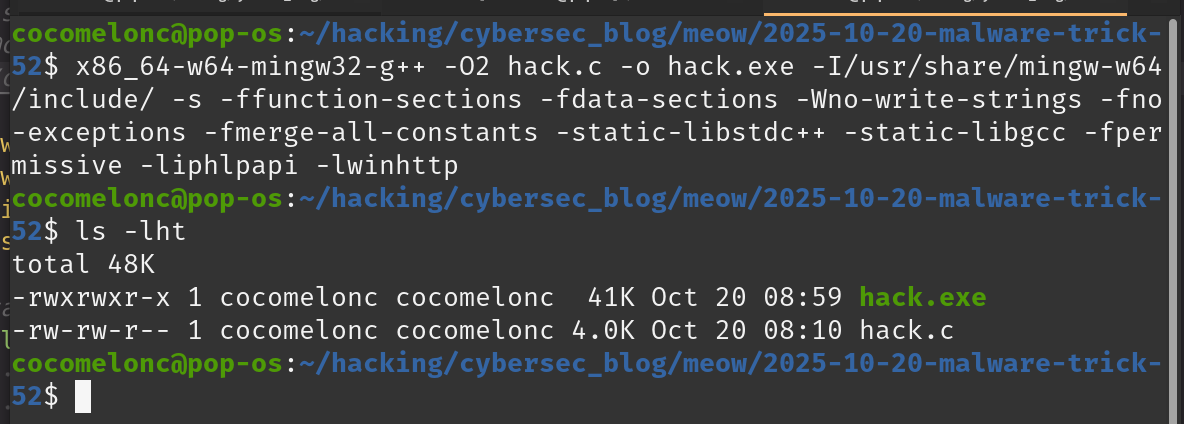 cocomelonc@pop-os:~/hacking/cybersec_blog/meow/2025-10-20-malware-trick-
52$ x86_64-w64-mingw32-g++ -O2 hack.c -o hack.exe -I/usr/share/mingw-w64
/include/ -s -ffunction-sections -fdata-sections -Wno-write-strings -fno
-exceptions -fmerge-all-constants -static-libstdc++ -static-libgcc -fper
missive -liphlpapi -lwinhttp
cocomelonc@pop-os:~/hacking/cybersec_blog/meow/2025-10-20-malware-trick-
52$ ls -lht
total 48K
-rwxrwxr-x 1 cocomelonc cocomelonc  41K Oct 20 08:59 hack.exe
-rw-rw-r-- 1 cocomelonc cocomelonc 4.0K Oct 20 08:10 hack.c
cocomelonc@pop-os:~/hacking/cybersec_blog/meow/2025-10-20-malware-trick-
52$